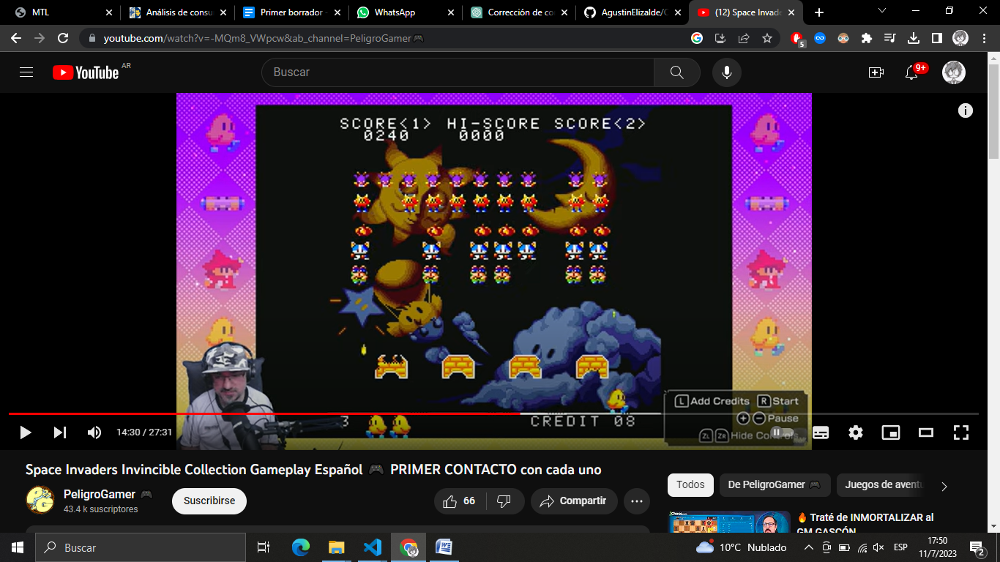 MTL
Análisis de consu
Primer borrador -
WhatsApp
Corrección de co
AgustinElizalde/C
(12) Space Invade
youtube.com/watch?v=-MQm8_VWpcw&ab_channel=PeligroGamer🎮
5
YouTube AR
Buscar
9+
SCORE<1> HI-SCORE SCORE<2>
0240 0000
L Add Credits R Start
+ - Pause
ZL ZR Hide Controls
3
CREDIT 08
14:30 / 27:31
Space Invaders Invincible Collection Gameplay Español 🎮 PRIMER CONTACTO con cada uno
PeligroGamer 🎮
43.4 k suscriptores
Suscribirse
66
Compartir
Todos
De PeligroGamer 🎮
Juegos de aventu
Chess.com
🔥 Traté de INMORTALIZAR al
GM GASCÓN
Buscar
10°C Nublado
ESP
17:50
11/7/2023
2